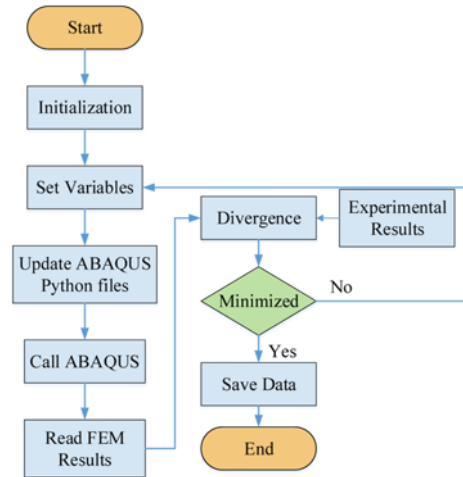 Start
Initialization
Set Variables
Update ABAQUS
Python files
Call ABAQUS
Read FEM
Results
Divergence
Experimental
Results
Minimized
No
Yes
Save Data
End